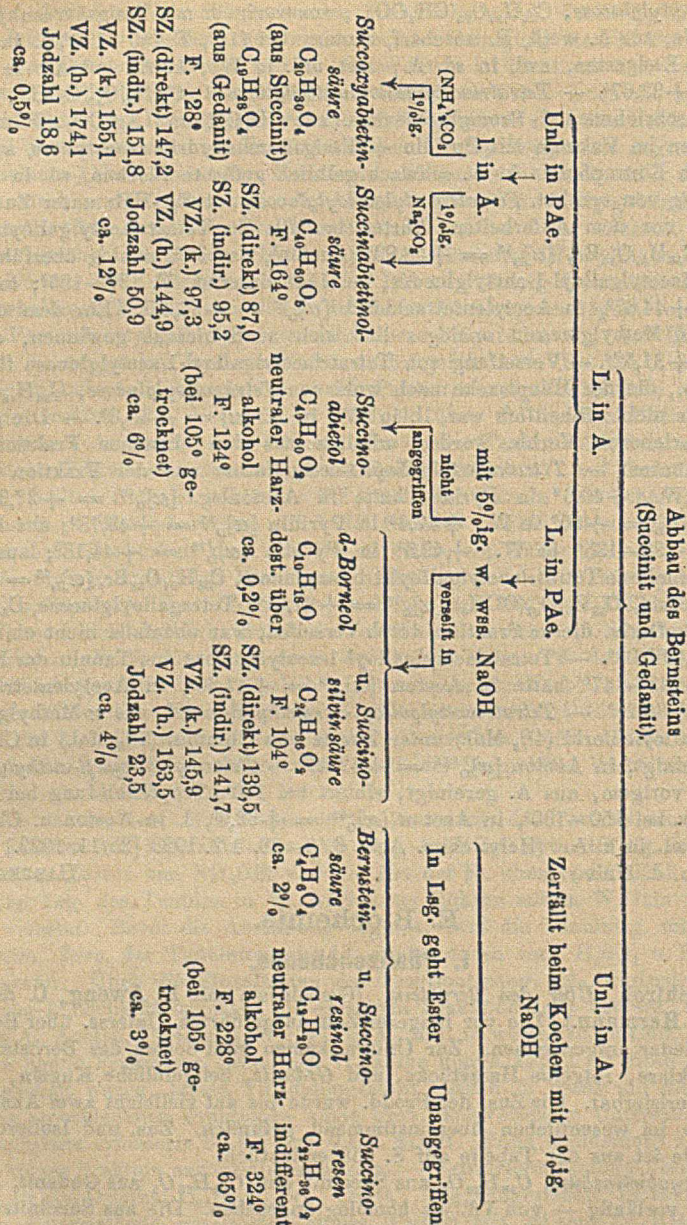 Abbau des Bernsteins
(Succinit und Gedanit).
L. in A.
Unl. in A.
Unl. in PAe.
L. in PAe.
Zerfällt beim Kochen mit 1%ig.
NaOH
l. in Ä.
mit 5%ig. w. wss. NaOH
In Lsg. geht Ester
Unangegriffen
(NH₄)₂CO₃
1%ig.
1%ig.
Na₂CO₃
nicht
angegriffen
verseift in
Succoxyabietin-
säure
C₂₀H₃₀O₄
(aus Succinit)
C₁₉H₂₈O₄
(aus Gedanit)
F. 128°
SZ. (direkt) 147,2
SZ. (indir.) 151,8
VZ. (k.) 155,1
VZ. (h.) 174,1
Jodzahl 18,6
ca. 0,5%
Succinabietinol-
säure
C₄₀H₆₀O₅
F. 164°
SZ. (direkt) 87,0
SZ. (indir.) 95,2
VZ. (k.) 97,3
VZ. (h.) 144,9
Jodzahl 50,9
ca. 12%
Succino-
abietol
C₄₀H₆₀O₂
neutraler Harz-
alkohol
F. 124°
(bei 105° ge-
trocknet)
ca. 6%
d-Borneol
C₁₀H₁₈O
dest über
ca. 0,2%
u. Succino-
silvinsäure
C₂₄H₃₆O₂
F. 104°
SZ. (direkt) 139,5
SZ. (indir.) 141,7
VZ. (k.) 145,9
VZ. (h.) 163,5
Jodzahl 23,5
ca. 4%
Bernstein-
säure
C₄H₆O₄
ca. 2%
u. Succino-
resinol
C₁₂H₂₀O
neutraler Harz-
alkohol
F. 228°
(bei 105° ge-
trocknet)
ca. 3%
Succino-
resen
C₂₂H₃₆O₂
indifferent
F. 324°
ca. 65%